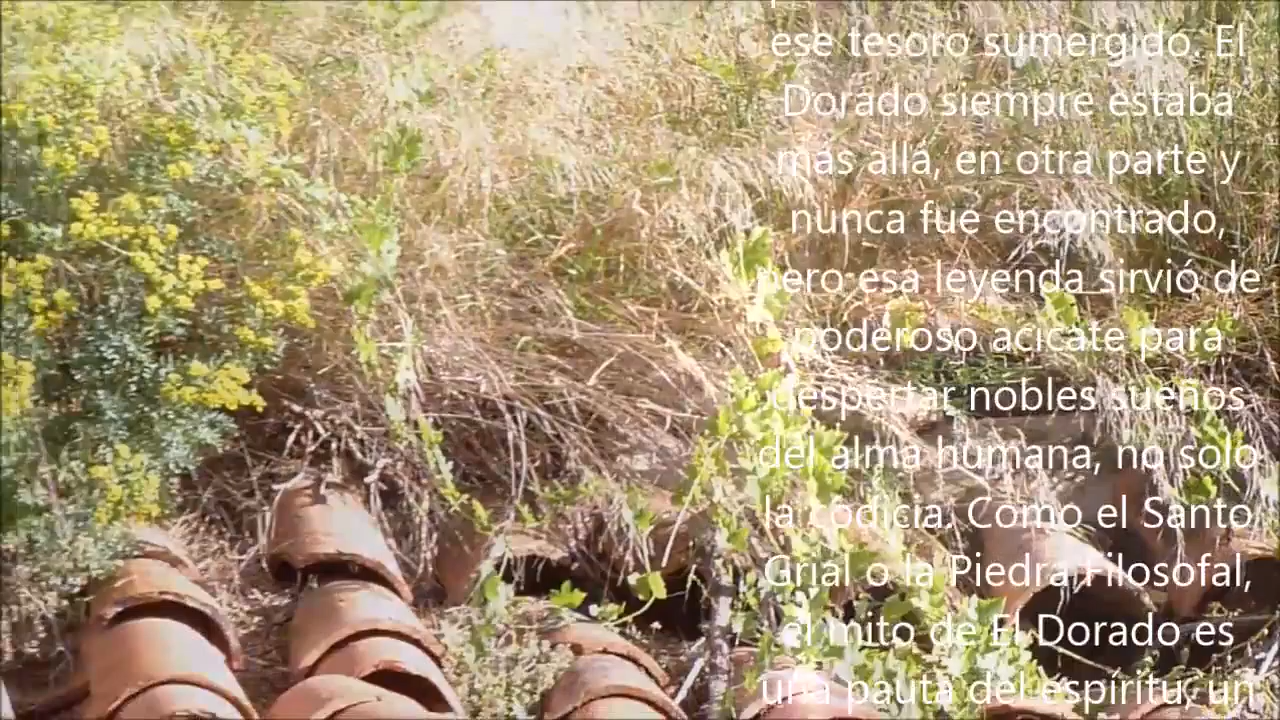 ese tesoro sumergido. El
Dorado siempre estaba
más allá, en otra parte y
nunca fue encontrado,
pero esa leyenda sirvió de
poderoso acicate para
despertar nobles sueños
del alma humana, no solo
la codicia. Como el Santo
Grial o la Piedra Filosofal,
el mito de El Dorado es
una pauta del espíritu, un